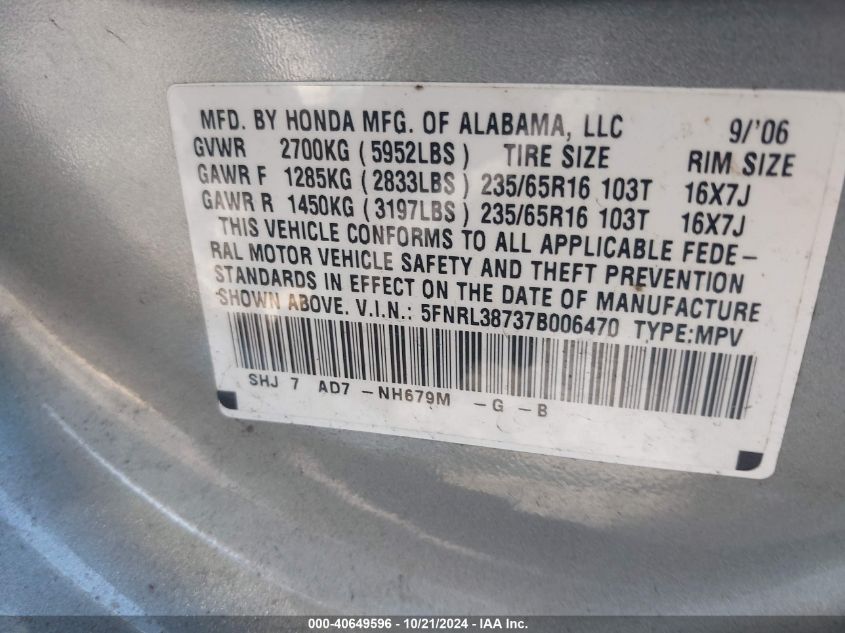 MFD. BY HONDA MFG. OF ALABAMA, LLC 9/'06
GVWR 2700KG (5952LBS) TIRE SIZE RIM SIZE
GAWR F 1285KG (2833LBS) 235/65R16 103T 16X7J
GAWR R 1450KG (3197LBS) 235/65R16 103T 16X7J
THIS VEHICLE CONFORMS TO ALL APPLICABLE FEDE-
RAL MOTOR VEHICLE SAFETY AND THEFT PREVENTION
STANDARDS IN EFFECT ON THE DATE OF MANUFACTURE
SHOWN ABOVE. V.I.N.: 5FNRL38737B006470 TYPE:MPV
SHJ 7 AD7 -NH679M -G -B
000-40649596 - 10/21/2024 - IAA Inc.